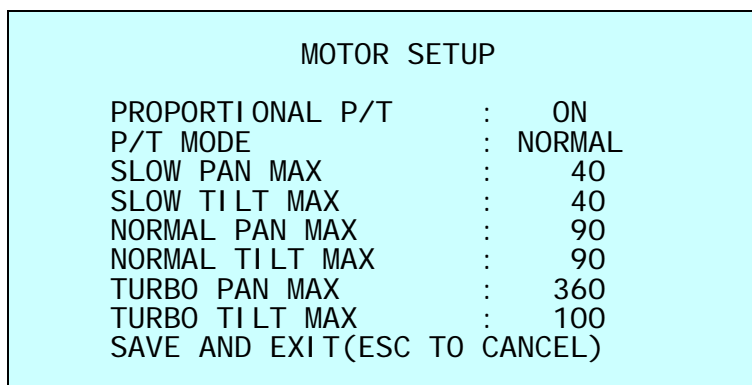 MOTOR SETUP
PROPORTIONAL P/T : ON
P/T MODE : NORMAL
SLOW PAN MAX : 40
SLOW TILT MAX : 40
NORMAL PAN MAX : 90
NORMAL TILT MAX : 90
TURBO PAN MAX : 360
TURBO TILT MAX : 100
SAVE AND EXIT(ESC TO CANCEL)